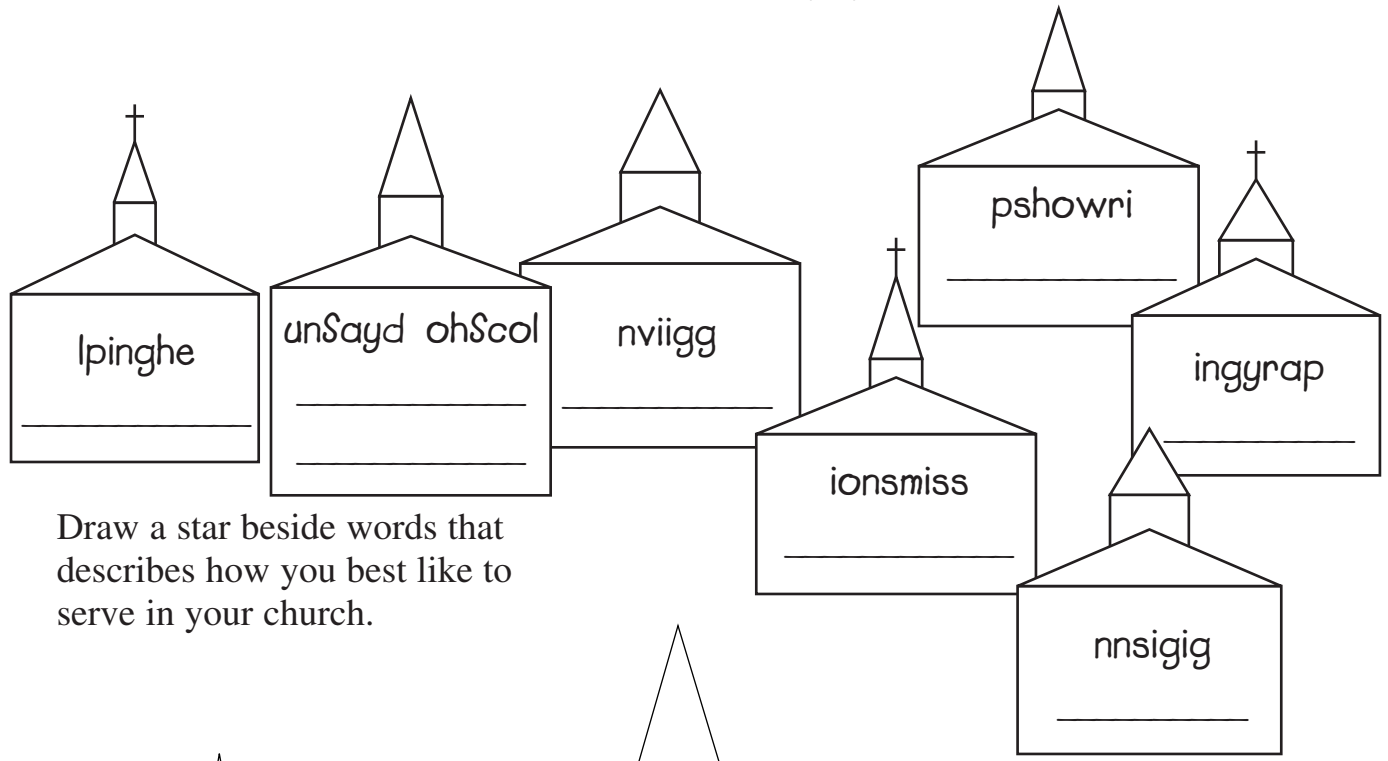 lpinghe
unSayd ohScol
nviigg
pshowri
ingyrap
ionsmiss
nnsigig
Draw a star beside words that
describes how you best like to
serve in your church.